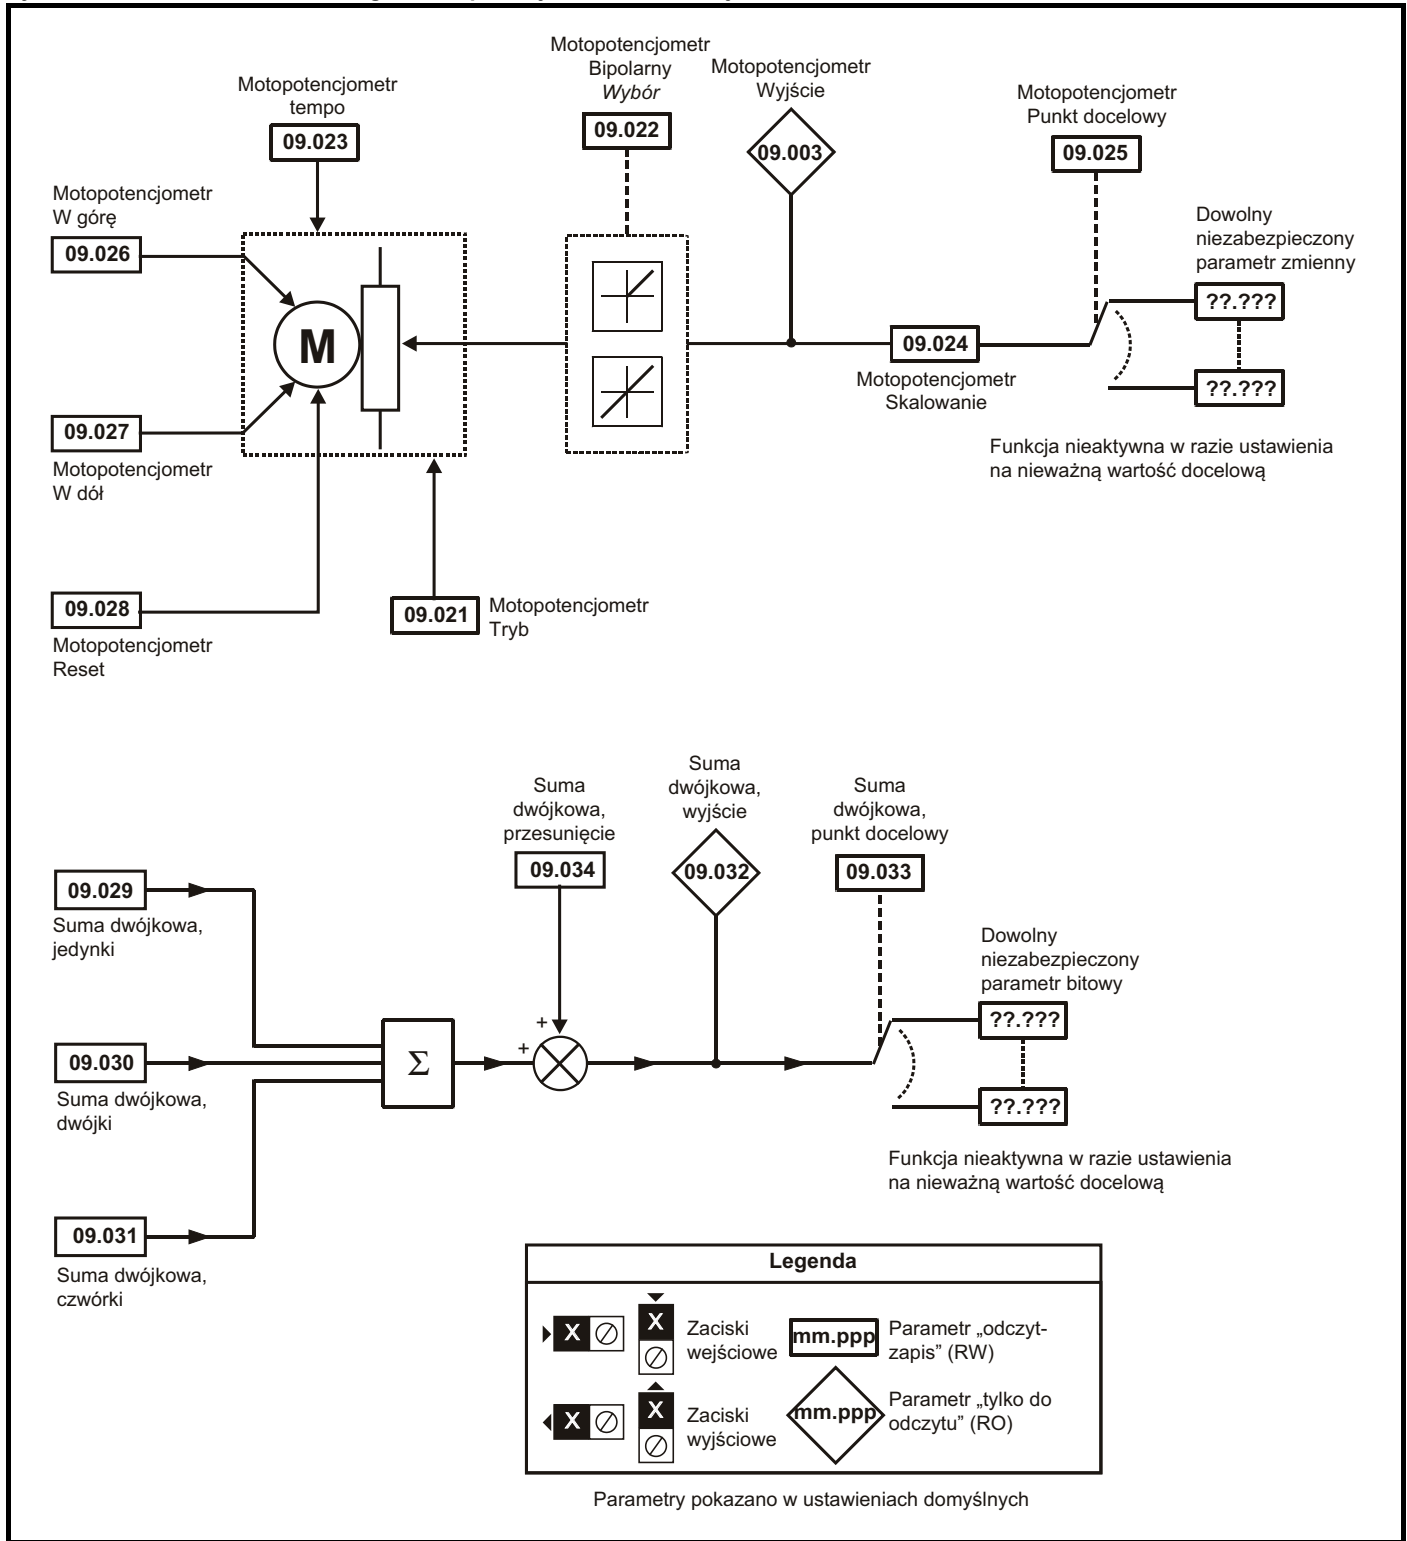 Motopotencjometr
tempo
09.023
Motopotencjometr
Bipolarny
Wybór
09.022
Motopotencjometr
Wyjście
09.003
Motopotencjometr
Punkt docelowy
09.025
Motopotencjometr
W górę
09.026
Dowolny
niezabezpieczony
parametr zmienny
??.???
??.???
M
09.024
Motopotencjometr
Skalowanie
09.027
Motopotencjometr
W dół
Funkcja nieaktywna w razie ustawienia
na nieważną wartość docelową
09.028
Motopotencjometr
Reset
09.021
Motopotencjometr
Tryb
Suma
dwójkowa,
przesunięcie
09.034
Suma
dwójkowa,
wyjście
09.032
Suma
dwójkowa,
punkt docelowy
09.033
09.029
Suma dwójkowa,
jedynki
Dowolny
niezabezpieczony
parametr bitowy
??.???
??.???
09.030
Suma dwójkowa,
dwójki
Σ
+
+
Funkcja nieaktywna w razie ustawienia
na nieważną wartość docelową
09.031
Suma dwójkowa,
czwórki
Legenda
X
X
Zaciski
wejściowe
mm.ppp
Parametr „odczyt-
zapis” (RW)
X
X
Zaciski
wyjściowe
mm.ppp
Parametr „tylko do
odczytu” (RO)
Parametry pokazano w ustawieniach domyślnych